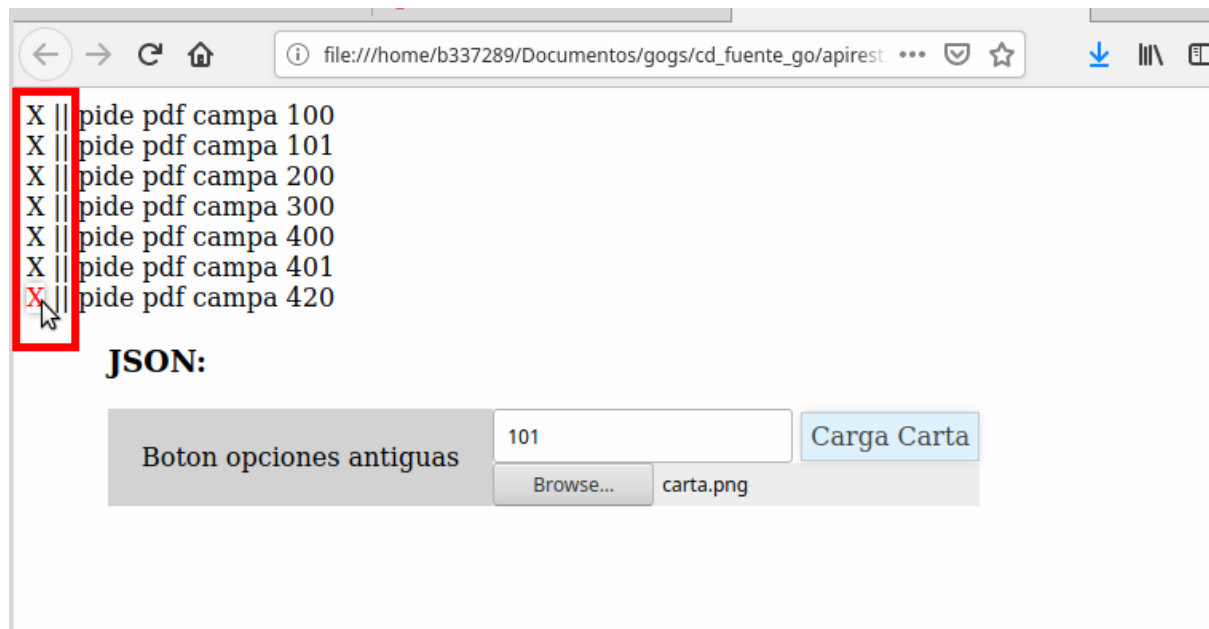 file:///home/b337289/Documentos/gogs/cd_fuente_go/apirest
X || pide pdf campa 100
X || pide pdf campa 101
X || pide pdf campa 200
X || pide pdf campa 300
X || pide pdf campa 400
X || pide pdf campa 401
X || pide pdf campa 420
JSON:
Boton opciones antiguas
101
Carga Carta
Browse...
carta.png